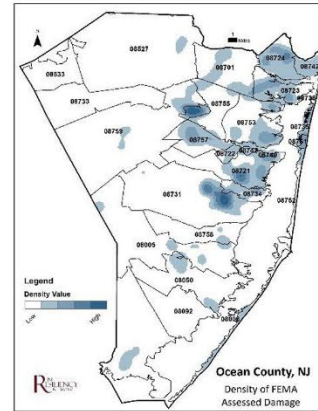 N
MILES
08527
08701
08724
08742
08533
08723
08733
08755
08753
08759
08757
08722
08721
08731
08734
08752
08758
08005
08050
08092
Legend
Density Value
Low
High
Ocean County, NJ
Density of FEMA
Assessed Damage